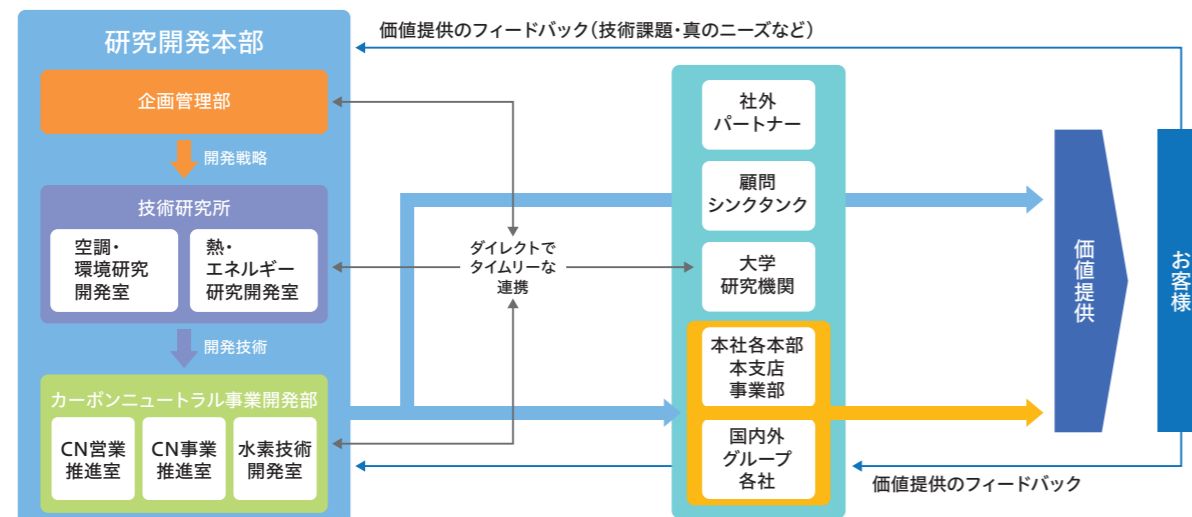 価値提供のフィードバック（技術課題・真のニーズなど）
研究開発本部
企画管理部
開発戦略
技術研究所
空調・
環境研究
開発室
熱・
エネルギー
研究開発室
開発技術
カーボンニュートラル事業開発部
CN営業
推進室
CN事業
推進室
水素技術
開発室
ダイレクトで
タイムリーな
連携
社外
パートナー
顧問
シンクタンク
大学
研究機関
本社各本部
本支店
事業部
国内外
グループ
各社
価値提供
お客様
価値提供のフィードバック